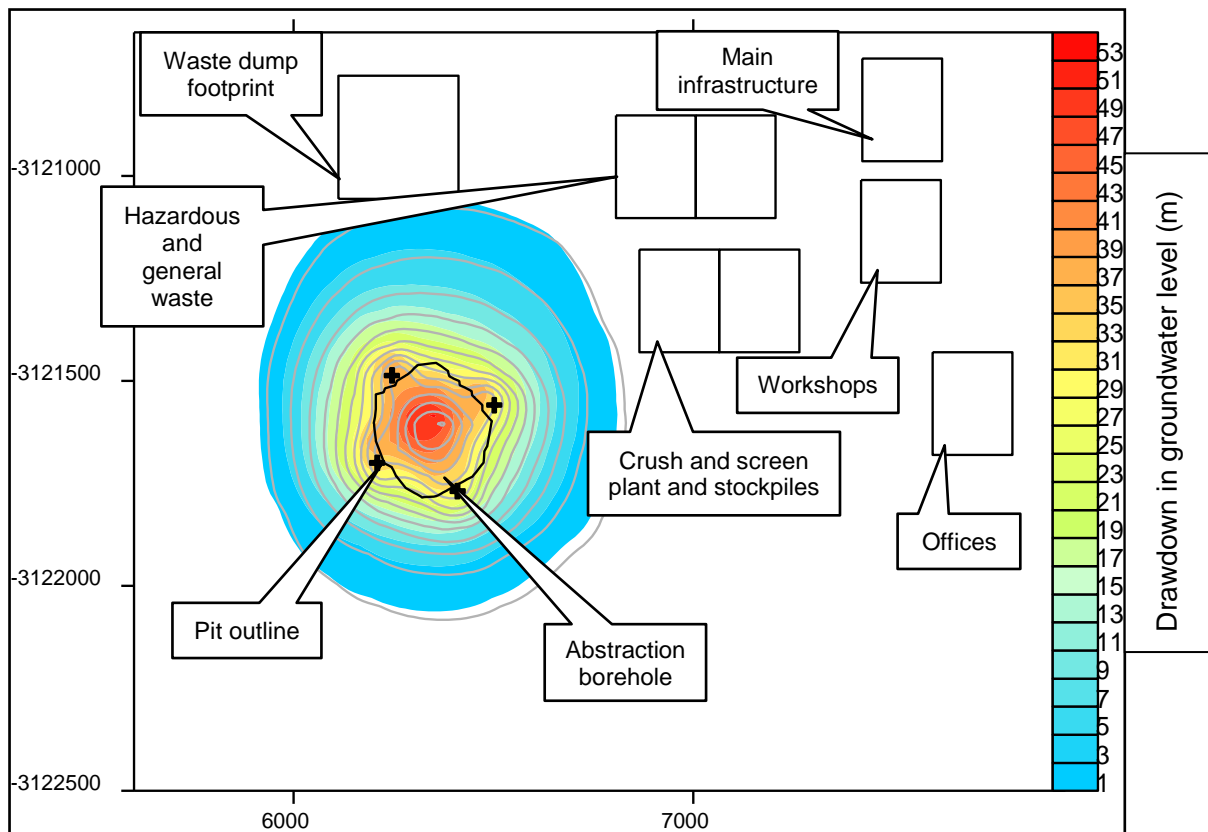 Waste dump
footprint
Main
infrastructure
Hazardous
and
general
waste
Workshops
Crush and screen
plant and stockpiles
Offices
Pit outline
Abstraction
borehole
-3121000
-3121500
-3122000
-3122500
6000
7000
53
51
49
47
45
43
41
39
37
35
33
31
29
27
25
23
21
19
17
15
13
11
9
7
5
3
1
Drawdown in groundwater level (m)